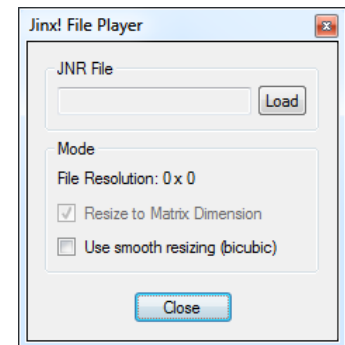 Jinx! File Player
JNR File
Load
Mode
File Resolution: 0 x 0
Resize to Matrix Dimension
Use smooth resizing (bicubic)
Close